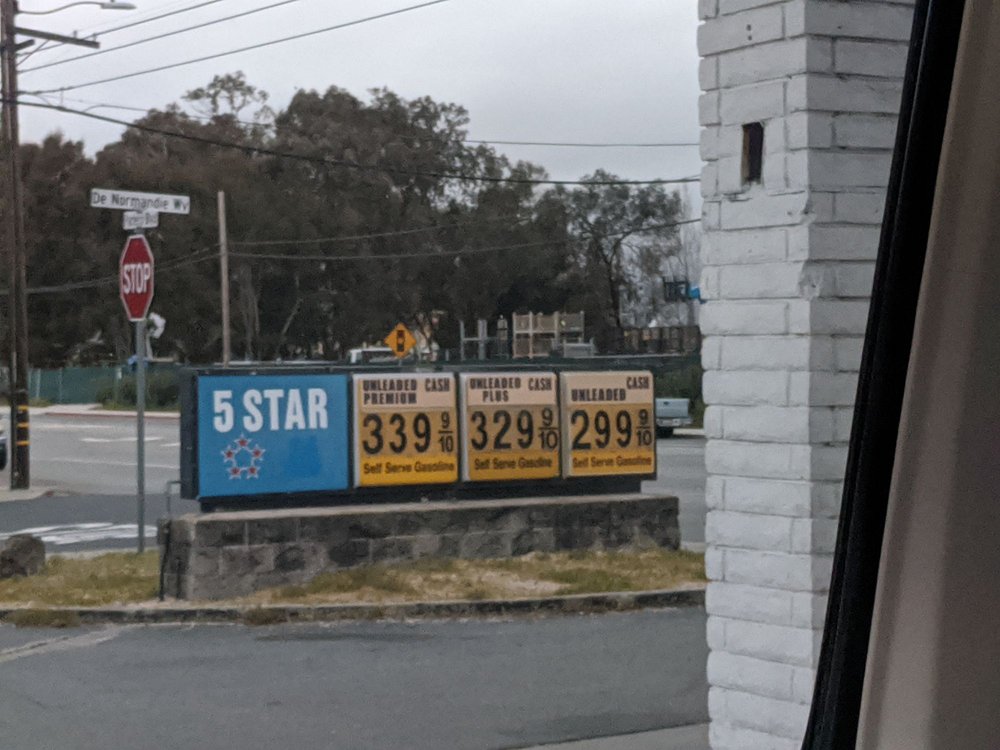 De Normandie Wy
STOP
5 STAR
UNLEADED CASH
PREMIUM
339 9/10
Self Serve Gasoline
UNLEADED CASH
PLUS
329 9/10
Self Serve Gasoline
CASH
UNLEADED
299 9/10
Self Serve Gasoline